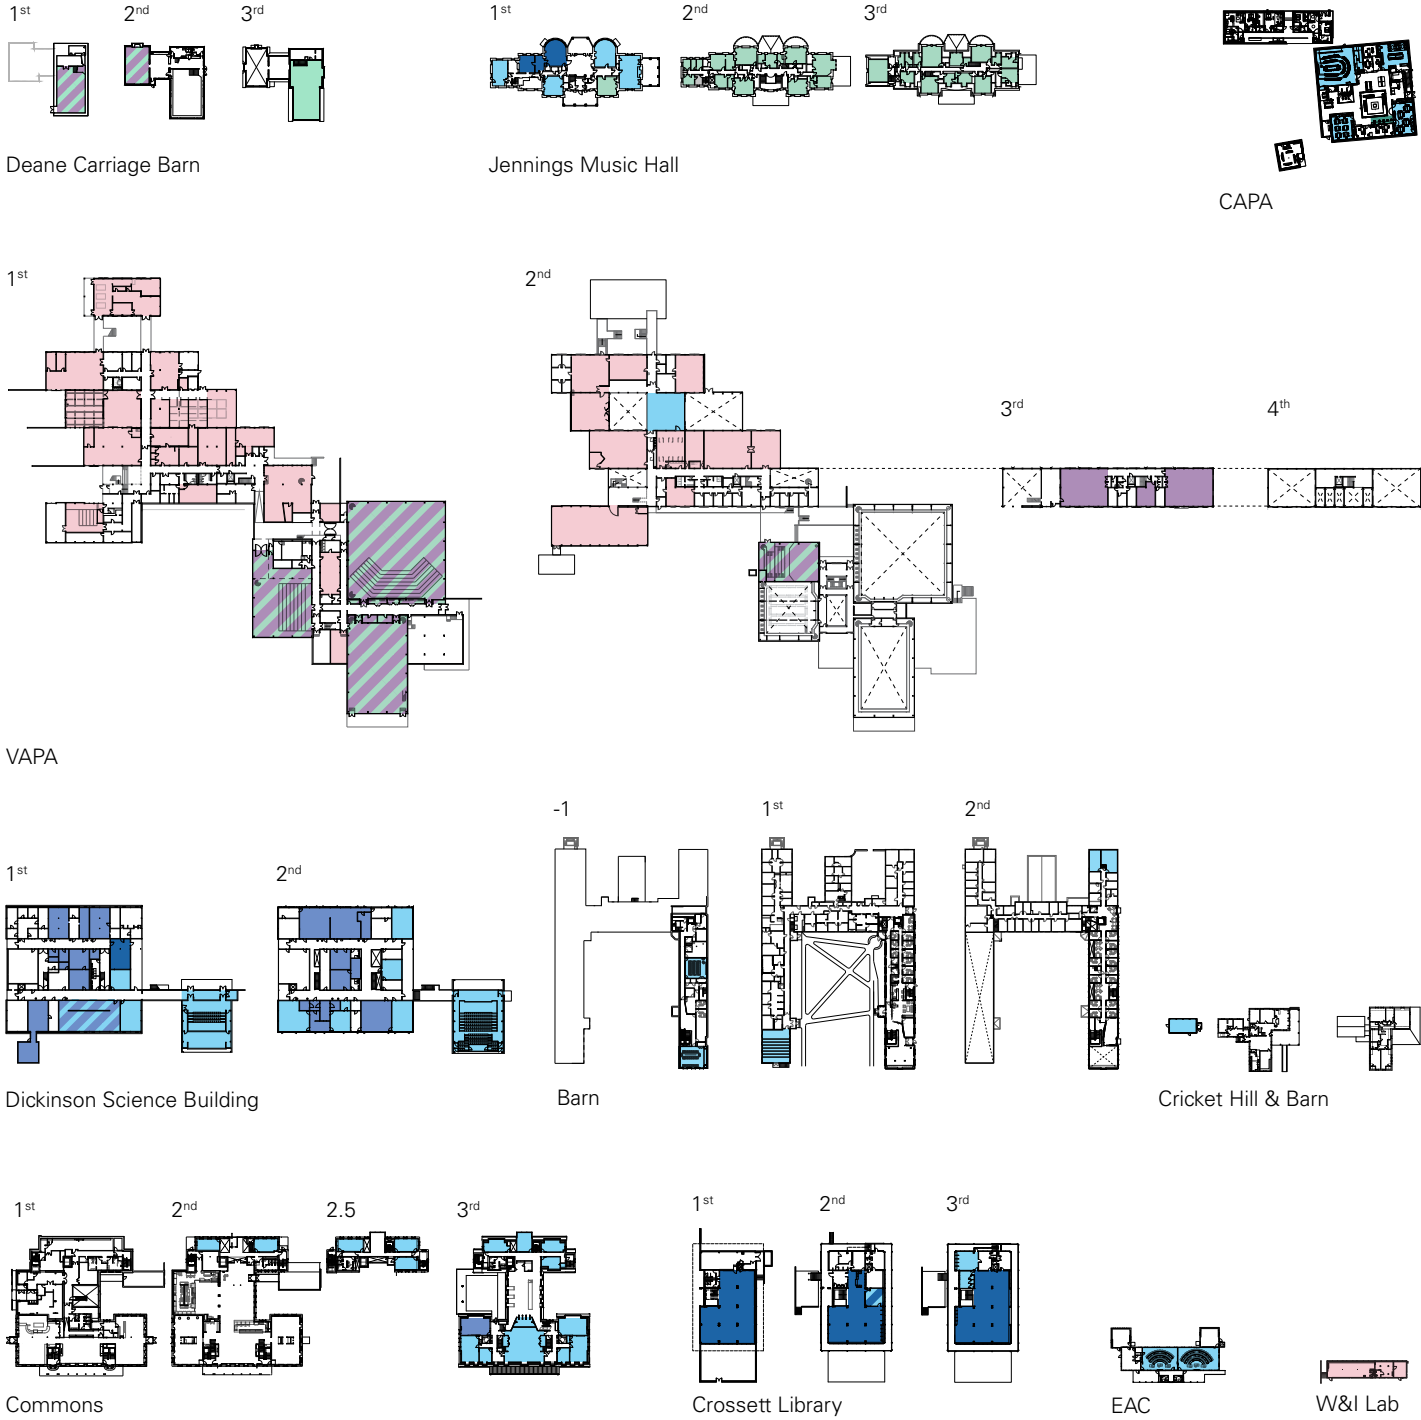 1st 2nd 3rd
Deane Carriage Barn
1st 2nd 3rd
Jennings Music Hall
CAPA
1st 2nd 3rd 4th
VAPA
1st 2nd
Dickinson Science Building
-1 1st 2nd
Barn
Cricket Hill & Barn
1st 2nd 2.5 3rd
Commons
1st 2nd 3rd
Crossett Library
EAC
W&I Lab